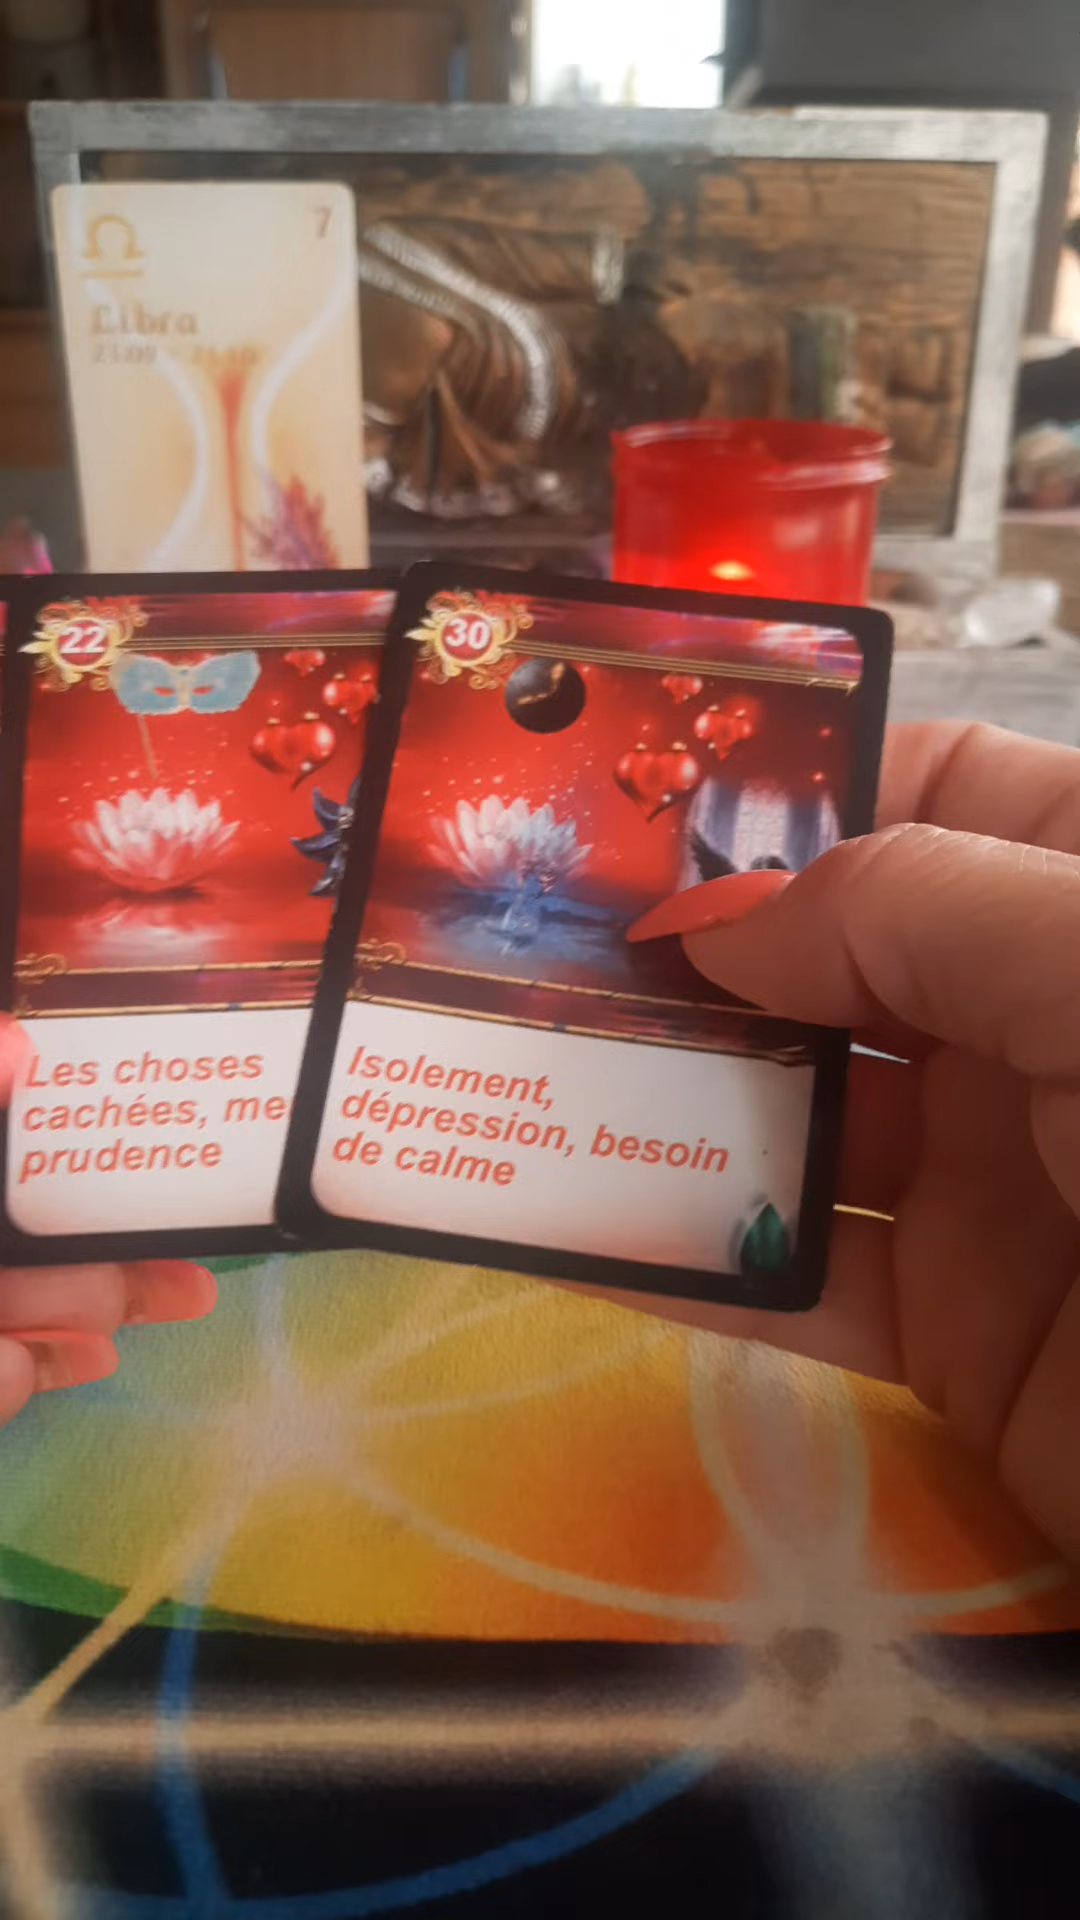 7
Libra
22
Les choses
cachées, me
prudence
30
Isolement,
dépression, besoin
de calme